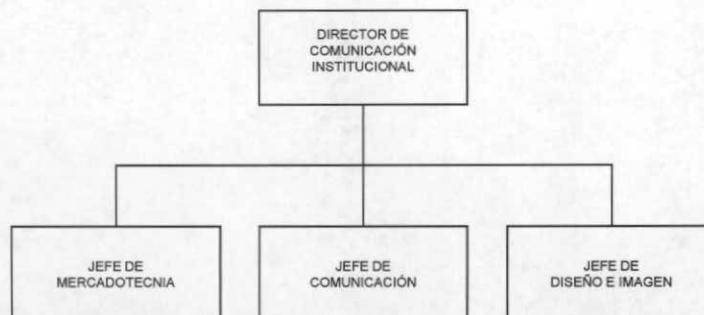 DIRECTOR DE
COMUNICACIÓN
INSTITUCIONAL
JEFE DE
MERCADOTECNIA
JEFE DE
COMUNICACIÓN
JEFE DE
DISEÑO E IMAGEN